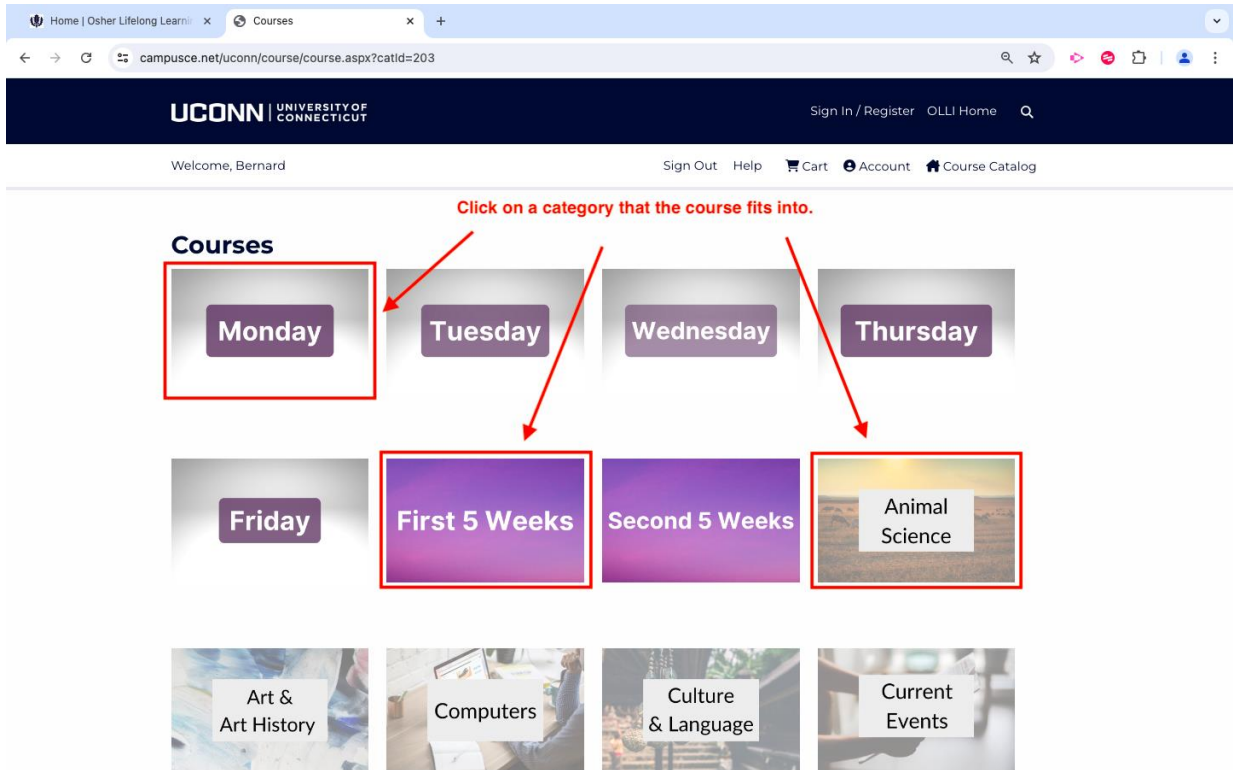 Home | Osher Lifelong Learni
Courses
campusce.net/uconn/course/course.aspx?catId=203
UCONN | UNIVERSITY OF CONNECTICUT
Sign In / Register OLLI Home
Welcome, Bernard
Sign Out Help Cart Account Course Catalog
Click on a category that the course fits into.
Courses
Monday
Tuesday
Wednesday
Thursday
Friday
First 5 Weeks
Second 5 Weeks
Animal
Science
Art &
Art History
Computers
Culture
& Language
Current
Events